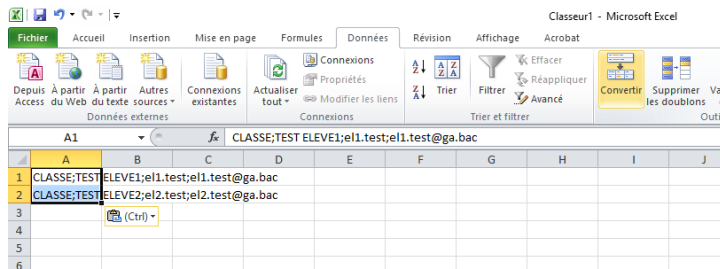 Classeur1 - Microsoft Excel
Fichier Accueil Insertion Mise en page Formules Données Révision Affichage Acrobat
Depuis Access
À partir du Web
À partir du texte
Autres sources
Données externes
Connexions existantes
Actualiser tout
Connexions
Propriétés
Modifier les liens
Connexions
A Z
Z A
Trier
Filtrer
Effacer
Réappliquer
Avancé
Trier et filtrer
Convertir
Supprimer les doublons
A1 fx CLASSE;TEST ELEVE1;el1.test;el1.test@ga.bac
A B C D E F G H I J
1 CLASSE;TEST ELEVE1;el1.test;el1.test@ga.bac
2 CLASSE;TEST ELEVE2;el2.test;el2.test@ga.bac
3 (Ctrl)
4
5
6